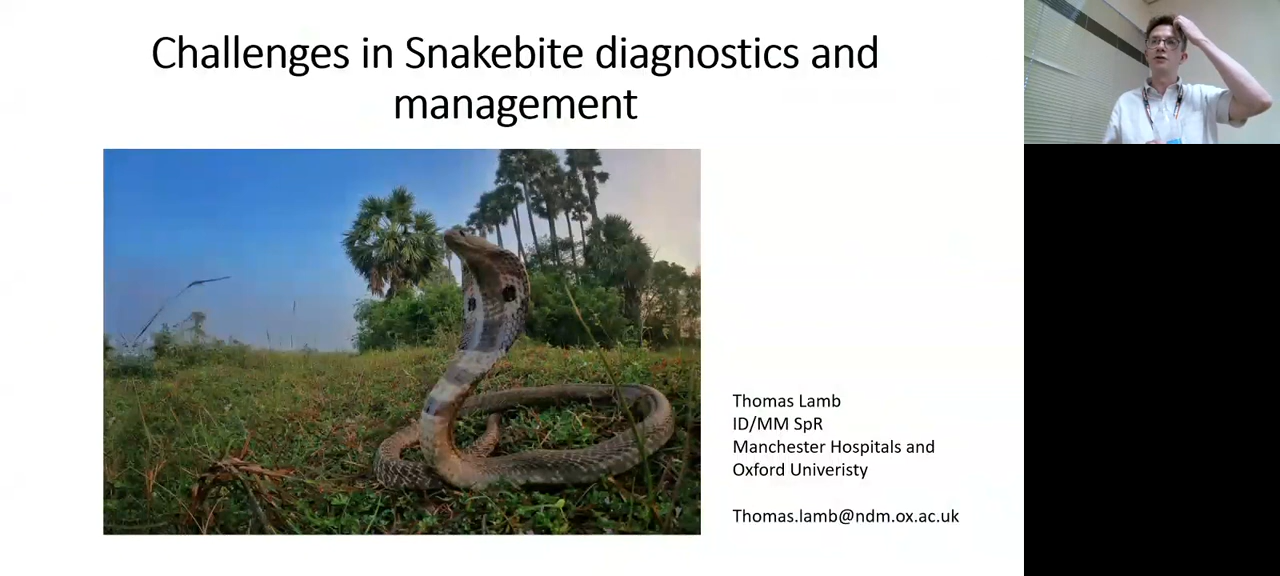 Challenges in Snakebite diagnostics and
management
Thomas Lamb
ID/MM SpR
Manchester Hospitals and
Oxford Univeristy
Thomas.lamb@ndm.ox.ac.uk